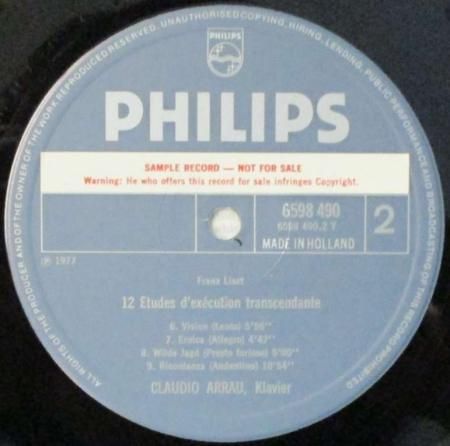 ALL RIGHTS OF THE PRODUCER AND OF THE OWNER OF THE WORK REPRODUCED RESERVED. UNAUTHORISED COPYING, HIRING, LENDING, PUBLIC PERFORMANCE AND BROADCASTING OF THIS RECORD PROHIBITED
PHILIPS
PHILIPS
SAMPLE RECORD — NOT FOR SALE
Warning: He who offers this record for sale infringes Copyright.
6598 490
6598 490.2 Y
2
MADE IN HOLLAND
℗ 1977
Franz Liszt
12 Etudes d'exécution transcendante
6. Vision (Lento)
7. Eroica (Allegro) 4'47''
8. Wilde Jagd (Presto furioso)
9. Ricordanza (Andantino) 10'54''
CLAUDIO ARRAU, Klavier